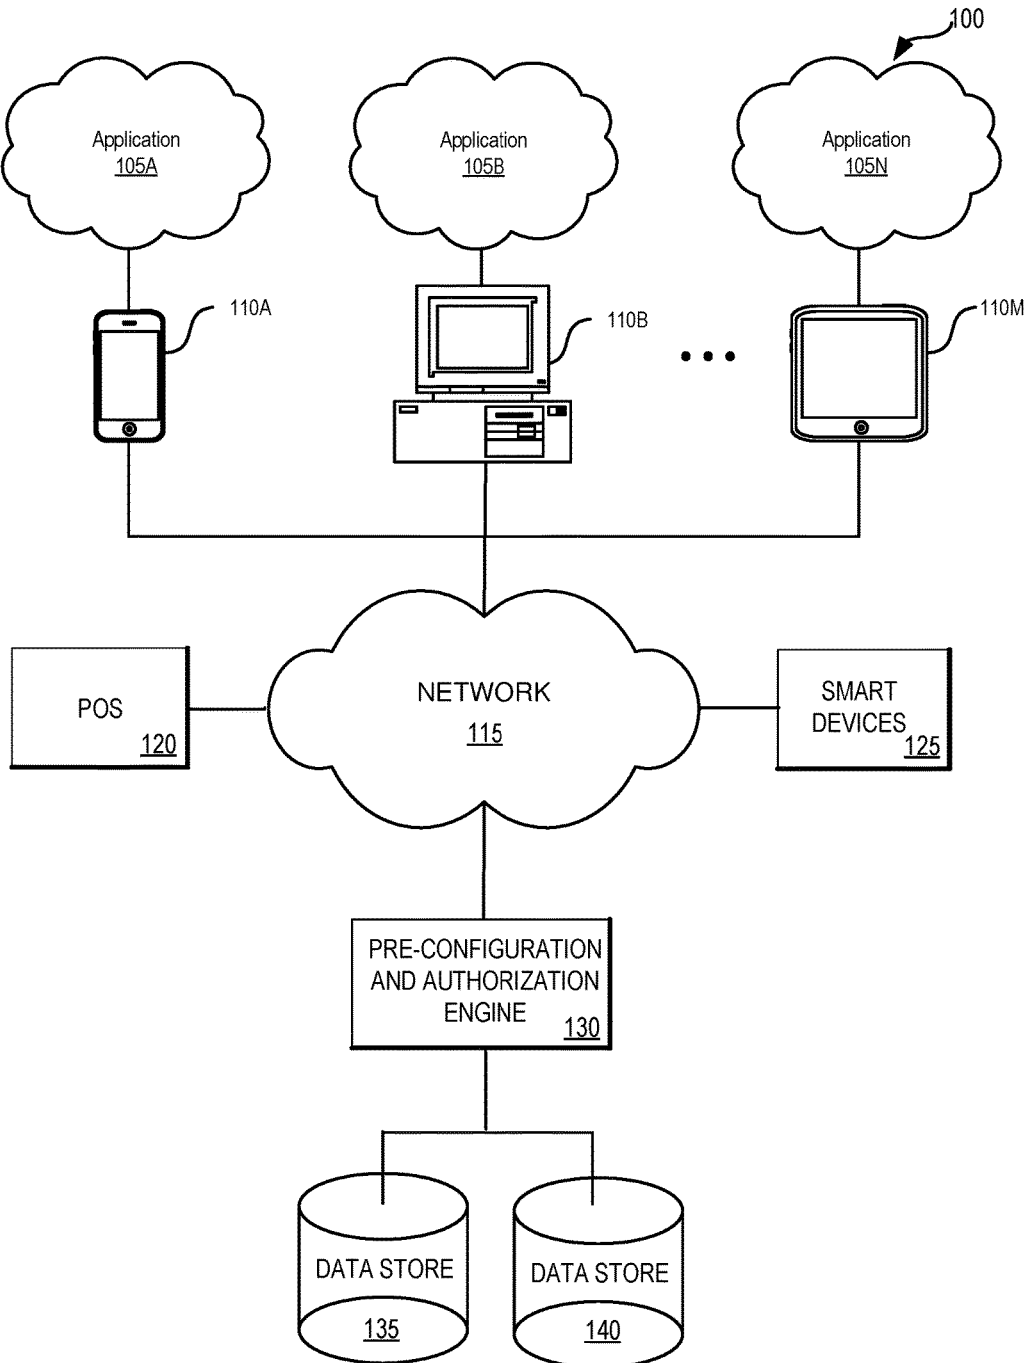 100
Application
105A
Application
105B
Application
105N
110A
110B
110M
NETWORK
115
POS
120
SMART
DEVICES
125
PRE-CONFIGURATION
AND AUTHORIZATION
ENGINE
130
DATA STORE
135
DATA STORE
140